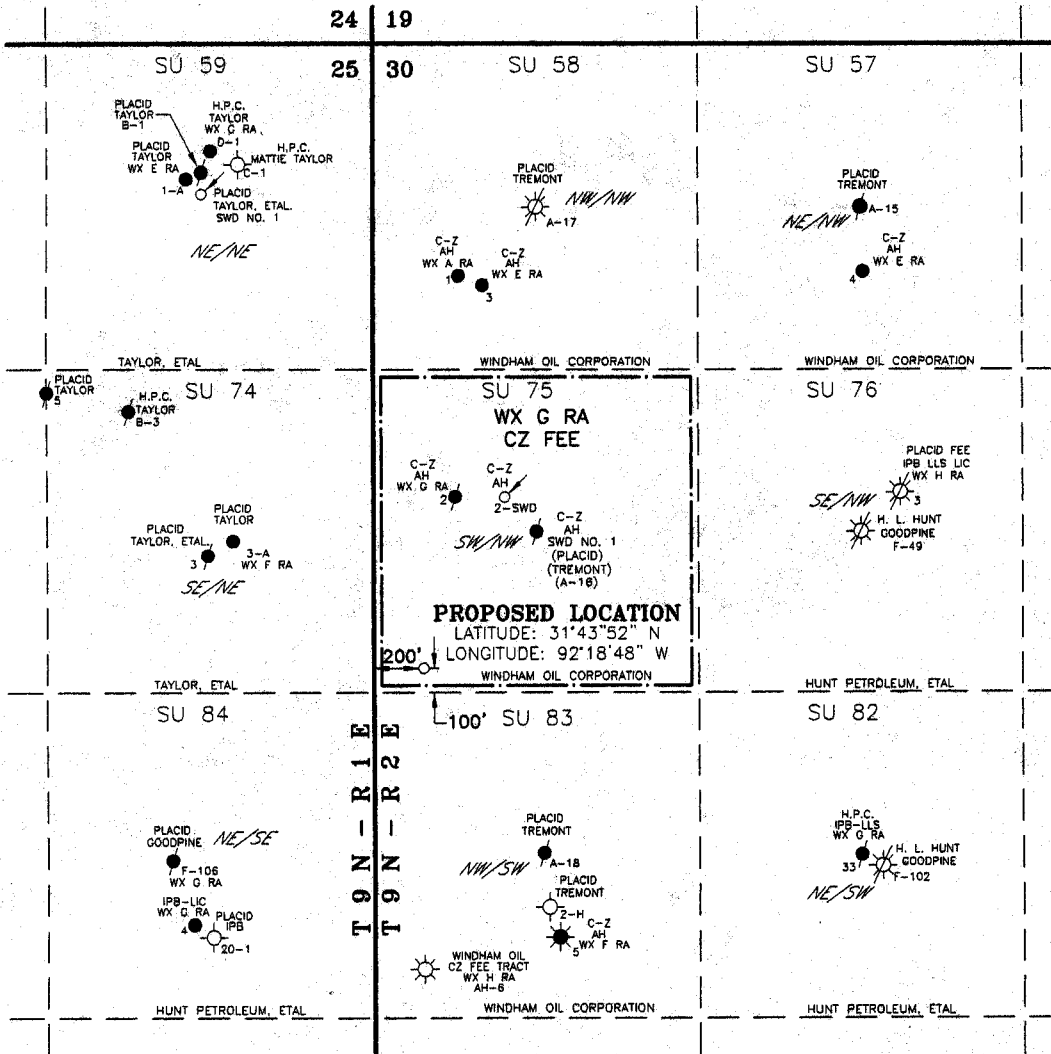 24 19
25 30
SU 59
SU 58
SU 57
PLACID
TAYLOR
B-1
H.P.C.
TAYLOR
WX G RA
D-1
H.P.C.
MATTIE TAYLOR
C-1
PLACID
TAYLOR
WX E RA
1-A
PLACID
TAYLOR, ETAL.
SWD NO. 1
NE/NE
TAYLOR, ETAL
PLACID
TREMONT
A-17
NW/NW
C-Z
AH
WX A RA
1
C-Z
AH
WX E RA
3
WINDHAM OIL CORPORATION
PLACID
TREMONT
A-15
NE/NW
C-Z
AH
WX E RA
4
WINDHAM OIL CORPORATION
SU 74
SU 75
SU 76
PLACID
TAYLOR
5
H.P.C.
TAYLOR
B-3
PLACID
TAYLOR
3-A
WX F RA
PLACID
TAYLOR, ETAL.
3
SE/NE
TAYLOR, ETAL
WX G RA
CZ FEE
C-Z
AH
WX G RA
2
C-Z
AH
2-SWD
SW/NW
C-Z
AH
SWD NO. 1
(PLACID)
(TREMONT)
(A-16)
PROPOSED LOCATION
LATITUDE: 31°43'52" N
LONGITUDE: 92°18'48" W
200'
WINDHAM OIL CORPORATION
100'
PLACID FEE
IPB LLS LIC
WX H RA
3
SE/NW
H. L. HUNT
GOODPINE
F-49
HUNT PETROLEUM, ETAL
SU 84
SU 83
SU 82
T9N-R1E
T9N-R2E
PLACID
GOODPINE
F-106
WX G RA
NE/SE
IPB-LIC
WX G RA
4
PLACID
IPB
20-1
HUNT PETROLEUM, ETAL
PLACID
TREMONT
A-18
NW/SW
PLACID
TREMONT
2-H
C-Z
AH
WX F RA
5
WINDHAM OIL
CZ FEE TRACT
WX H RA
AH-6
WINDHAM OIL CORPORATION
H.P.C.
IPB-LLS
WX G RA
33
H. L. HUNT
GOODPINE
F-102
NE/SW
HUNT PETROLEUM, ETAL